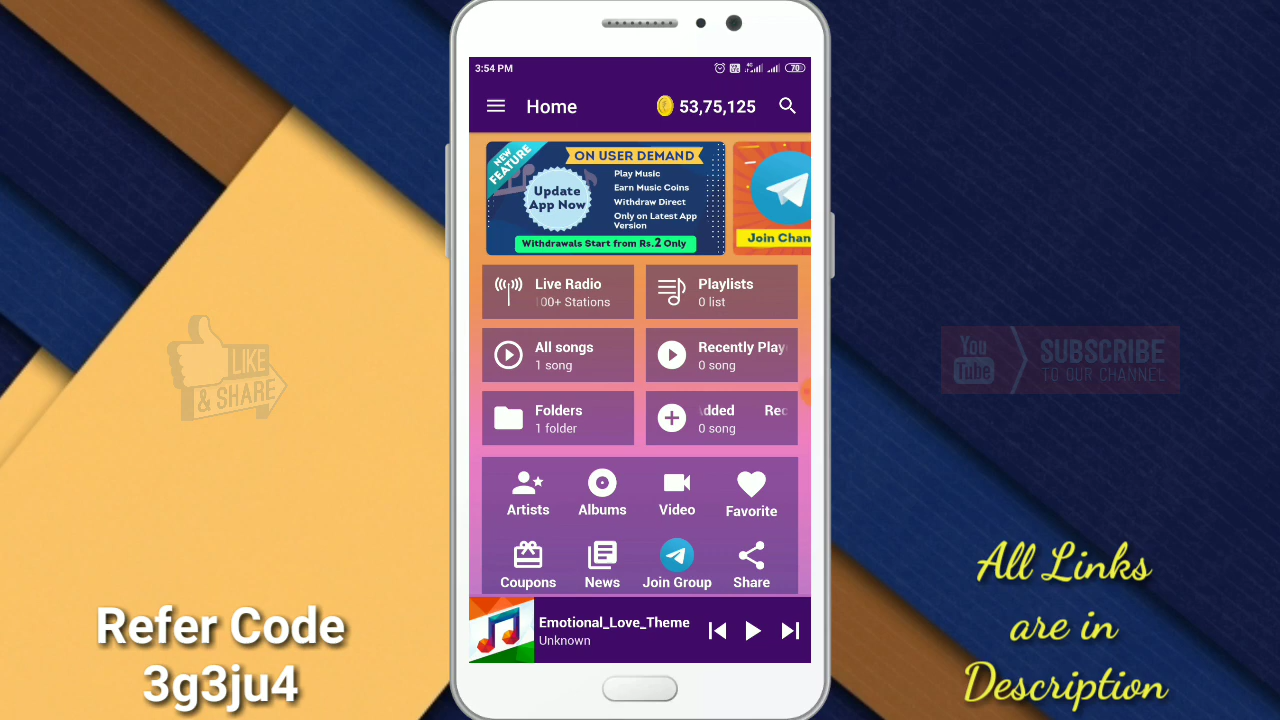 3:54 PM
70
Home
53,75,125
NEW
FEATURE
ON USER DEMAND
Update
App Now
Play Music
Earn Music Coins
Withdraw Direct
Only on Latest App
Version
Withdrawals Start from Rs.2 Only
Join Chan
Live Radio
00+ Stations
Playlists
0 list
All songs
1 song
Recently Play
0 song
Folders
1 folder
dded
Rec
0 song
Artists
Albums
Video
Favorite
Coupons
News
Join Group
Share
Emotional_Love_Theme
Unknown
LIKE
& SHARE
You
Tube
SUBSCRIBE
TO OUR CHANNEL
Refer Code
3g3ju4
All Links
are in
Description